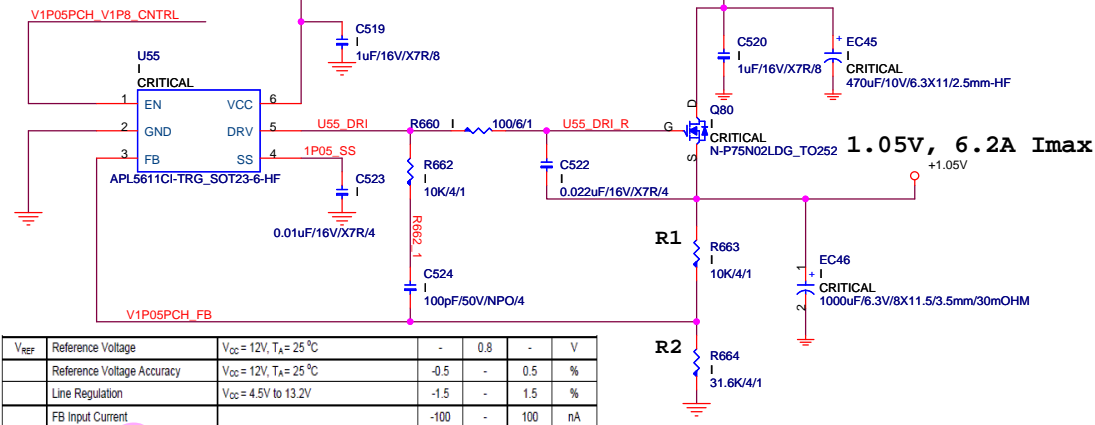 V1P05PCH_V1P8_CNTRL
C519
I
1uF/16V/X7R/8
C520
I
1uF/16V/X7R/8
+ EC45
I
CRITICAL
470uF/10V/6.3X11/2.5mm-HF
U55
I
CRITICAL
1 EN
2 GND
3 FB
VCC 6
DRV 5
SS 4
APL5611CI-TRG_SOT23-6-HF
U55_DRI
R660 I 100/6/1
U55_DRI_R
G
D
S
Q80
I
CRITICAL
N-P75N02LDG_TO252
1.05V, 6.2A Imax
+1.05V
1P05_SS
C523
I
0.01uF/16V/X7R/4
R662
I
10K/4/1
R662_1
C522
I
0.022uF/16V/X7R/4
C524
I
100pF/50V/NPO/4
R1
R663
I
10K/4/1
EC46
1
+ I
CRITICAL
2
1000uF/6.3V/8X11.5/3.5mm/30mOHM
V1P05PCH_FB
R2
R664
I
31.6K/4/1
VREF Reference Voltage VCC = 12V, TA = 25 °C - 0.8 - V
Reference Voltage Accuracy VCC = 12V, TA = 25 °C -0.5 - 0.5 %
Line Regulation VCC = 4.5V to 13.2V -1.5 - 1.5 %
FB Input Current -100 - 100 nA